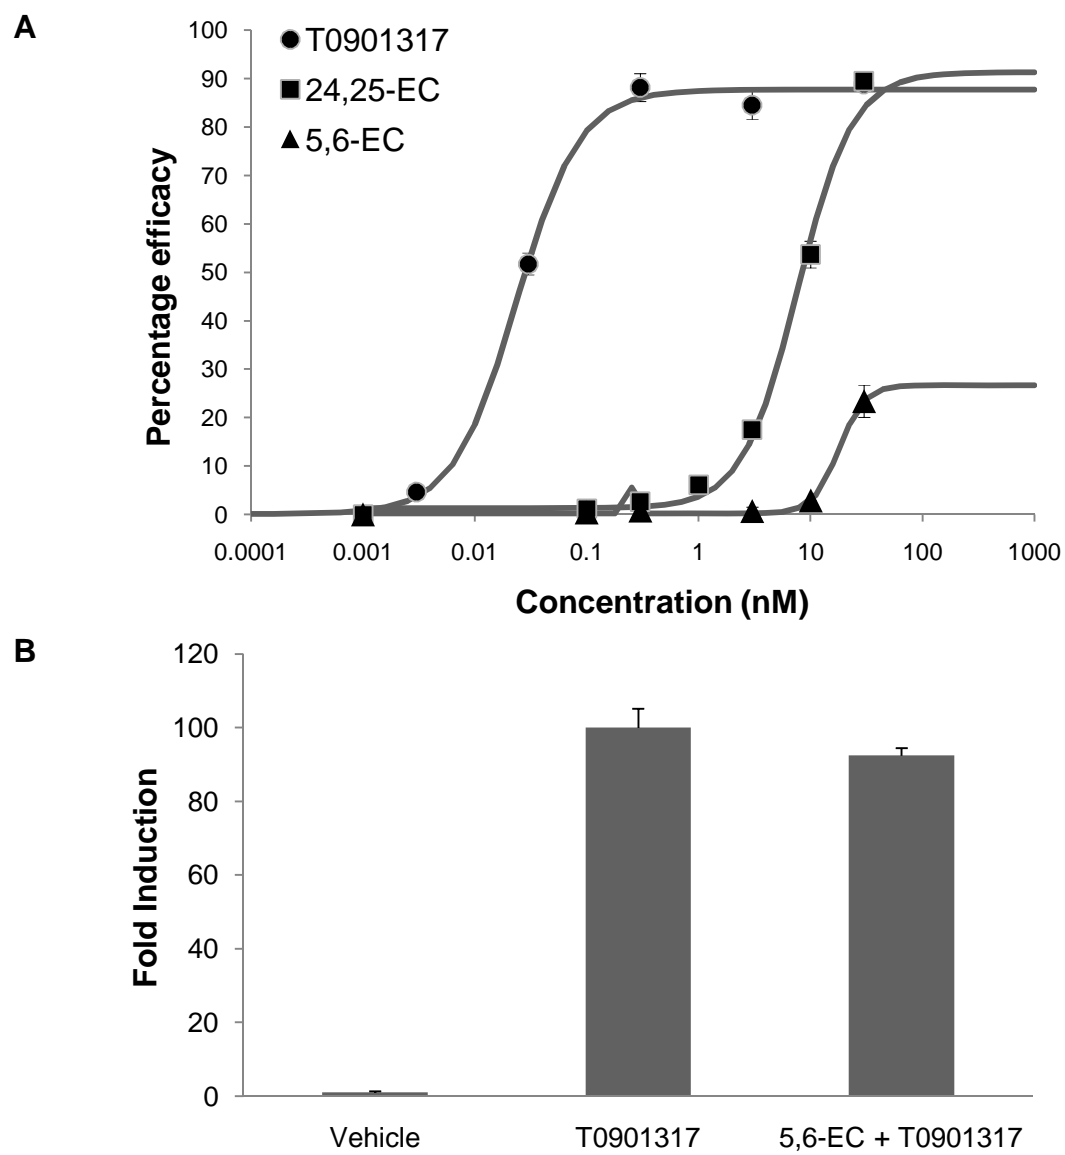 A
T0901317
24,25-EC
5,6-EC
Percentage efficacy
100
90
80
70
60
50
40
30
20
10
0
0.0001 0.001 0.01 0.1 1 10 100 1000
Concentration (nM)
B
Fold Induction
120
100
80
60
40
20
0
Vehicle T0901317 5,6-EC + T0901317